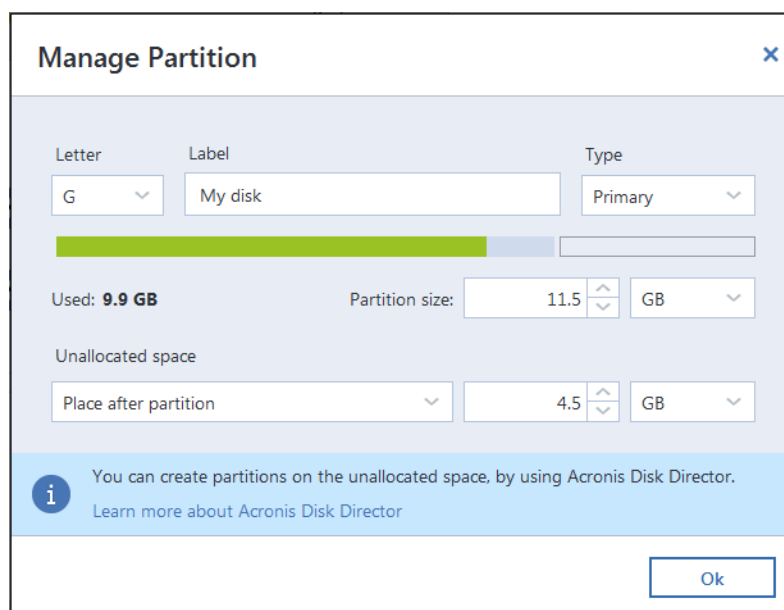 Manage Partition
Letter
Label
Type
G
My disk
Primary
Used: 9.9 GB
Partition size:
11.5
GB
Unallocated space
Place after partition
4.5
GB
You can create partitions on the unallocated space, by using Acronis Disk Director.
Learn more about Acronis Disk Director
Ok